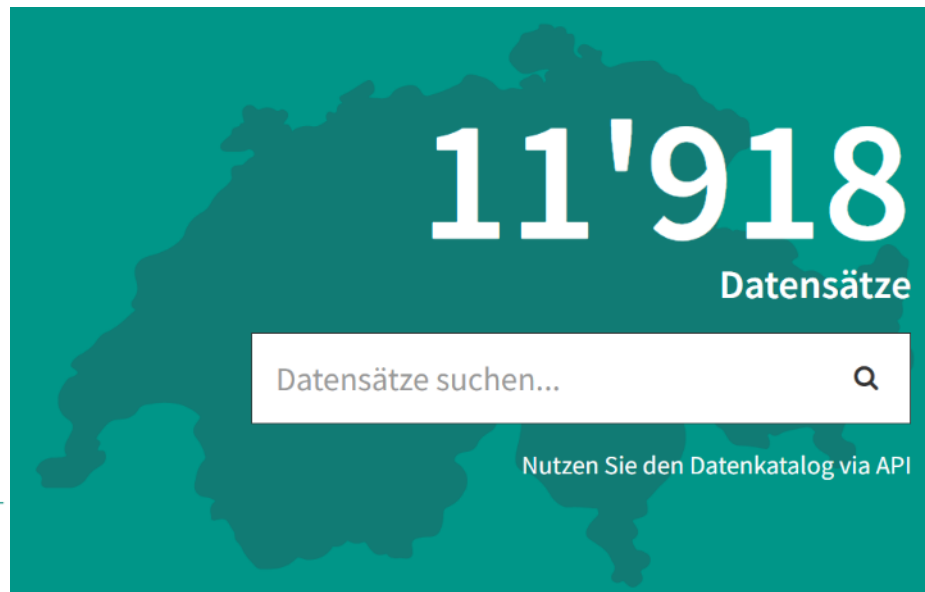 11'918
Datensätze
Datensätze suchen...
Nutzen Sie den Datenkatalog via API